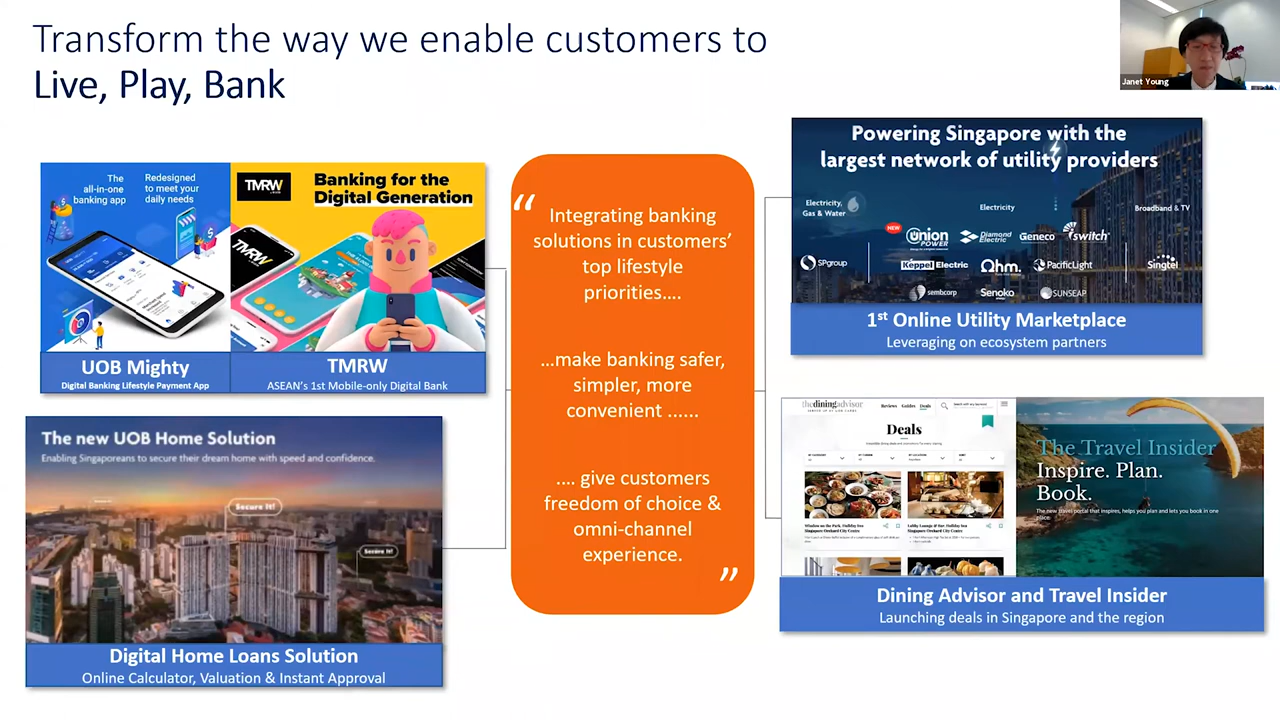 Transform the way we enable customers to
Live, Play, Bank
Janet Young
The
all-in-one
banking app
Redesigned
to meet your
daily needs
TMRW
Banking for the
Digital Generation
TMRW
UOB Mighty
Digital Banking Lifestyle Payment App
TMRW
ASEAN's 1st Mobile-only Digital Bank
The new UOB Home Solution
Enabling Singaporeans to secure their dream home with speed and confidence.
Secure It!
Secure It!
Digital Home Loans Solution
Online Calculator, Valuation & Instant Approval
“
Integrating banking
solutions in customers’
top lifestyle
priorities....
...make banking safer,
simpler, more
convenient ......
.... give customers
freedom of choice &
omni-channel
experience.
”
Powering Singapore with the
largest network of utility providers
Electricity,
Gas & Water
Electricity
Broadband & TV
NEW
Union
POWER
Diamond
Electric
Geneco
switch
SPgroup
Keppel Electric
Ohm.
PacificLight
Singtel
sembcorp
Senoko
SUNSEAP
1st Online Utility Marketplace
Leveraging on ecosystem partners
thediningadvisor
Reviews Guides Deals
Deals
Window on the Park, Holiday Inn
Singapore Orchard City Centre
Lobby Lounge & Bar, Holiday Inn
Singapore Orchard City Centre
The Travel Insider
Inspire. Plan.
Book.
The new travel portal that inspires, helps you plan and lets you book in one
place.
Dining Advisor and Travel Insider
Launching deals in Singapore and the region